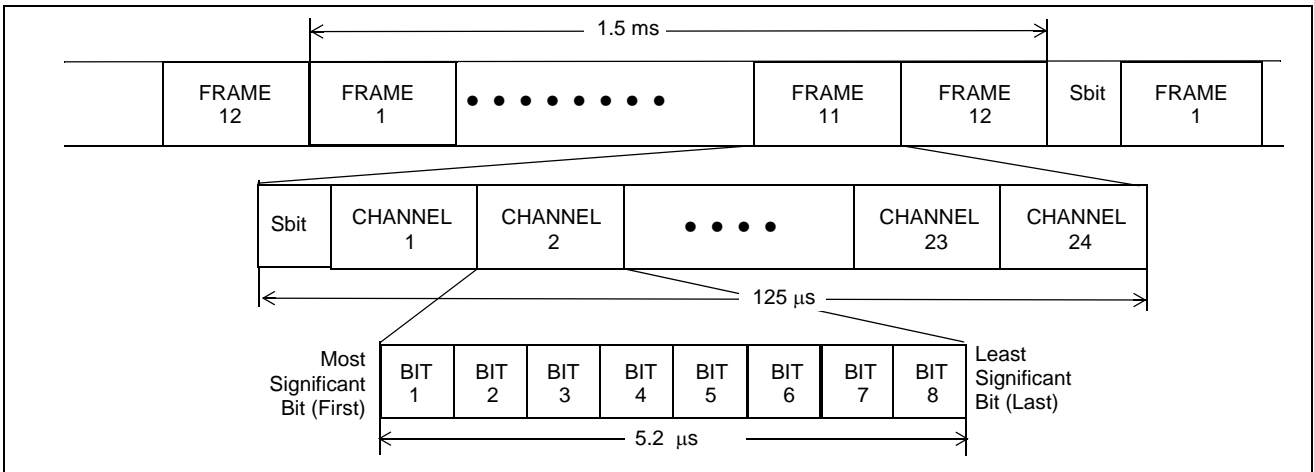 1.5 ms
FRAME 12
FRAME 1
FRAME 11
FRAME 12
Sbit
FRAME 1
Sbit
CHANNEL 1
CHANNEL 2
CHANNEL 23
CHANNEL 24
125 μs
Most
Significant
Bit (First)
BIT 1
BIT 2
BIT 3
BIT 4
BIT 5
BIT 6
BIT 7
BIT 8
Least
Significant
Bit (Last)
5.2 μs